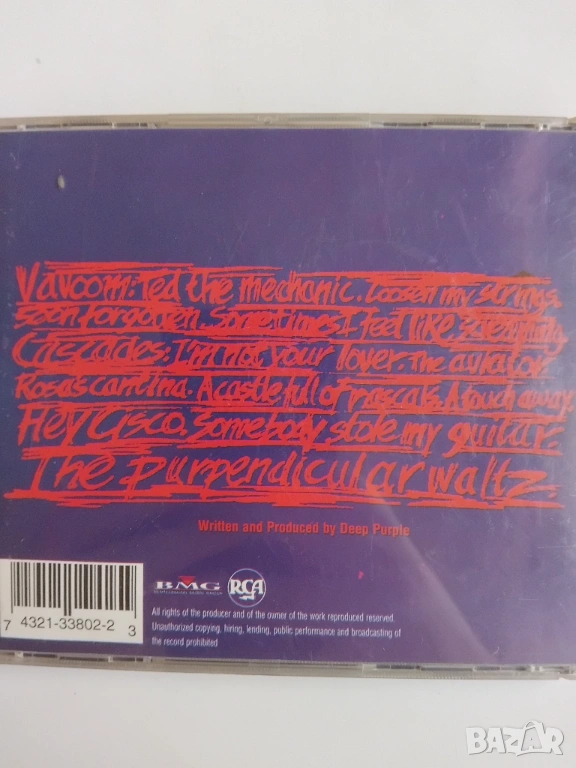 Vavoom: Ted the mechanic. Loosen my strings.
Soon forgotten. Sometimes I feel like screaming
Cascades: I'm not your lover. The aviator
Rosa's cantina. A castle full of rascals. A touch away.
Hey Cisco. Somebody stole my guitar.
The purpendicular waltz.
Written and Produced by Deep Purple
BMG
RCA
All rights of the producer and of the owner of the work reproduced reserved.
Unauthorized copying, hiring, lending, public performance and broadcasting of
the record prohibited
7 4321-33802-2 3
BAZAR